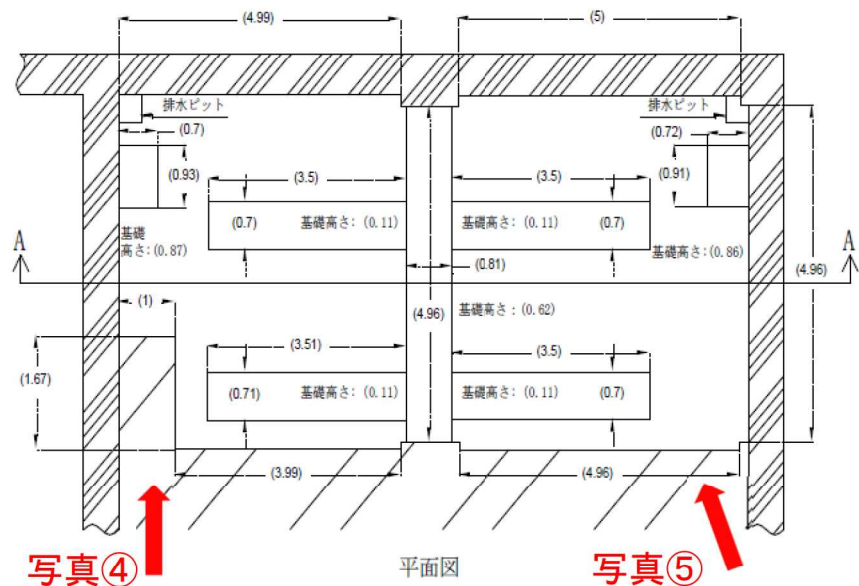 (4.99)
(5)
排水ピット
排水ピット
(0.7)
(0.72)
(0.93)
(3.5)
(3.5)
(0.91)
(0.7)
基礎高さ:(0.11)
基礎高さ:(0.11)
(0.7)
基礎
高さ:(0.87)
基礎高さ:(0.86)
A
A
(0.81)
(4.96)
(1)
(4.96)
基礎高さ:(0.62)
(3.51)
(3.5)
(1.67)
(0.71)
基礎高さ:(0.11)
基礎高さ:(0.11)
(0.7)
(3.99)
(4.96)
写真④
平面図
写真⑤